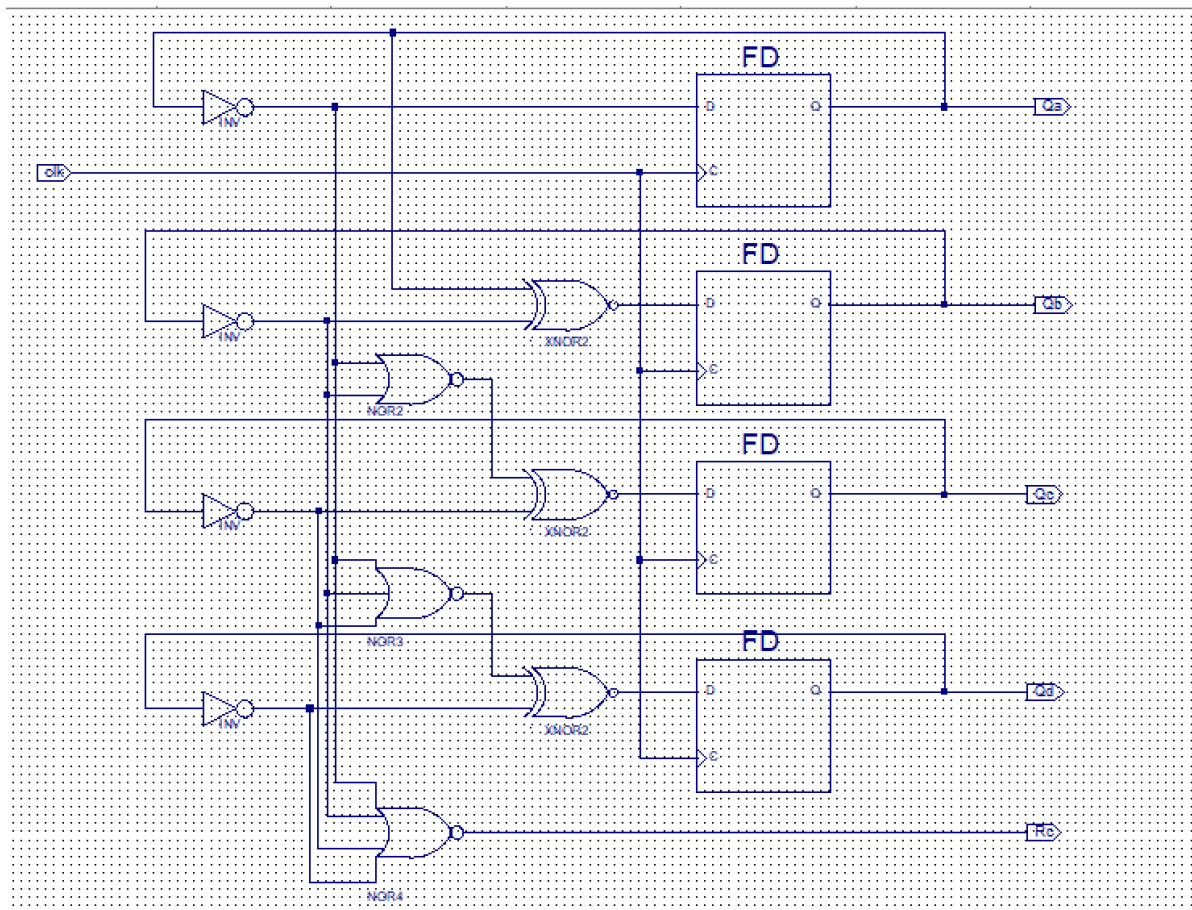 FD
D
Q
Qa
INV
clk
C
FD
D
Q
Qb
INV
XNOR2
C
NOR2
FD
D
Q
Qc
INV
XNOR2
C
NOR3
FD
D
Q
Qd
INV
XNOR2
C
Rc
NOR4